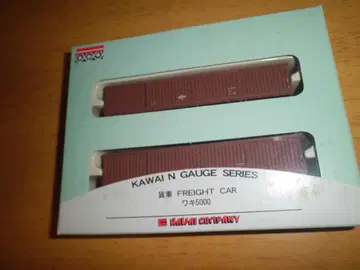 KAWAI N GAUGE SERIES
貨車 FREIGHT CAR
ワキ5000
KAWAI COMPANY